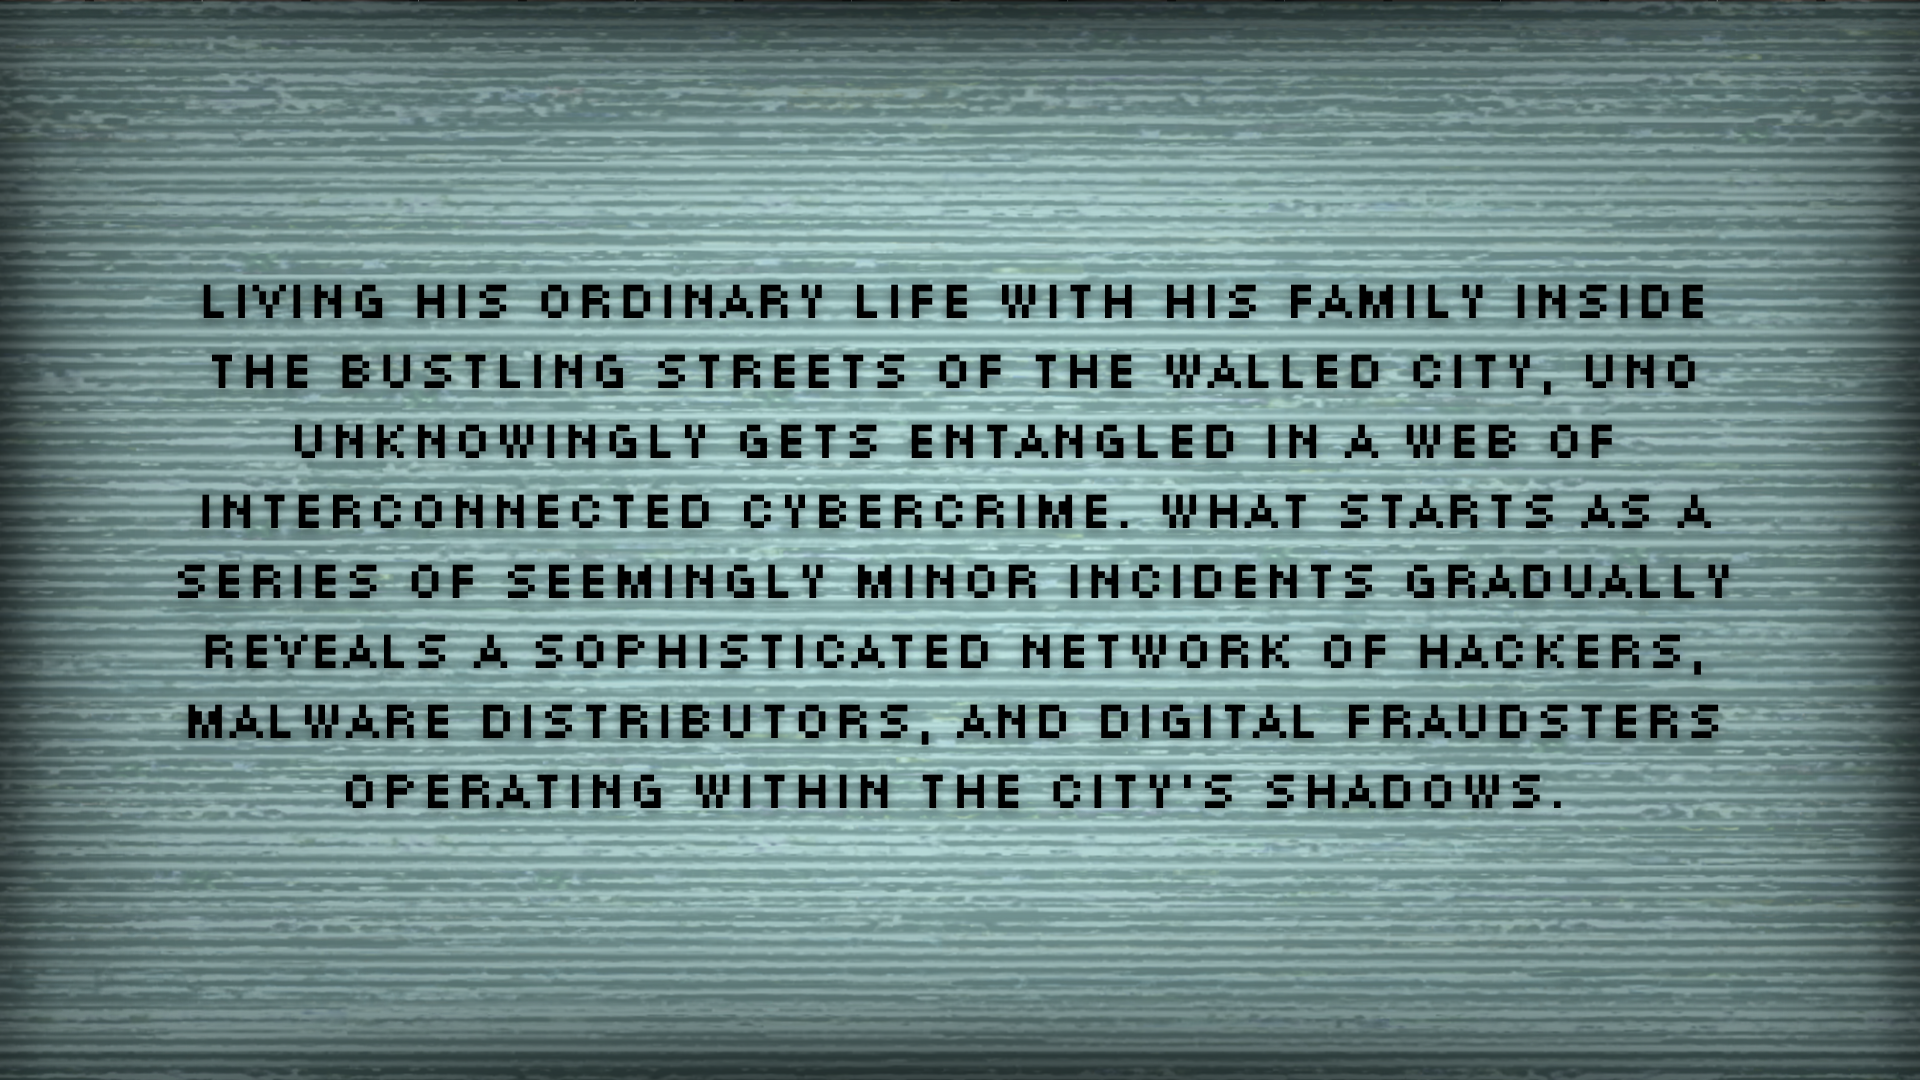 LIVING HIS ORDINARY LIFE WITH HIS FAMILY INSIDE
THE BUSTLING STREETS OF THE WALLED CITY, UNO
UNKNOWINGLY GETS ENTANGLED IN A WEB OF
INTERCONNECTED CYBERCRIME. WHAT STARTS AS A
SERIES OF SEEMINGLY MINOR INCIDENTS GRADUALLY
REVEALS A SOPHISTICATED NETWORK OF HACKERS,
MALWARE DISTRIBUTORS, AND DIGITAL FRAUDSTERS
OPERATING WITHIN THE CITY'S SHADOWS.